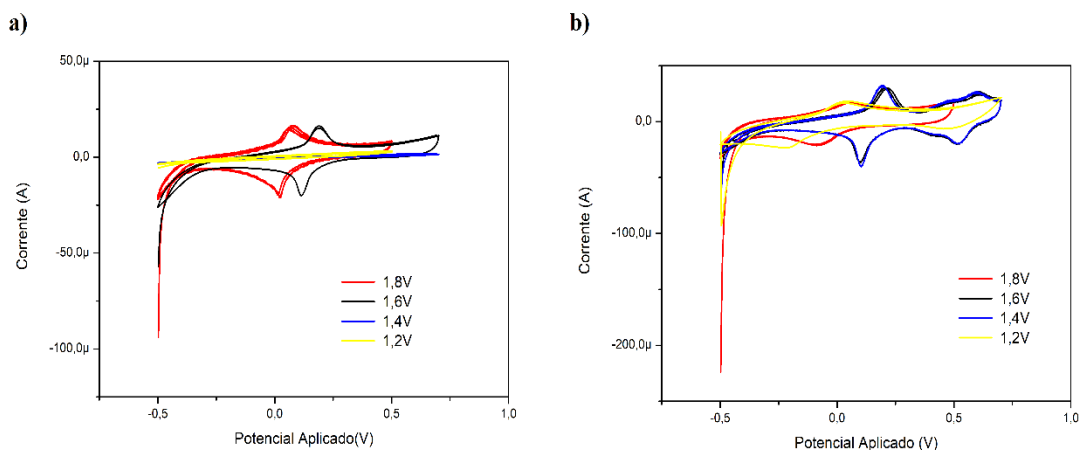 a)
50,0µ
0,0
-50,0µ
-100,0µ
Corrente (A)
1,8V
1,6V
1,4V
1,2V
-0,5
0,0
0,5
1,0
Potencial Aplicado(V)
b)
0,0
-100,0µ
-200,0µ
Corrente (A)
1,8V
1,6V
1,4V
1,2V
-0,5
0,0
0,5
1,0
Potencial Aplicado (V)